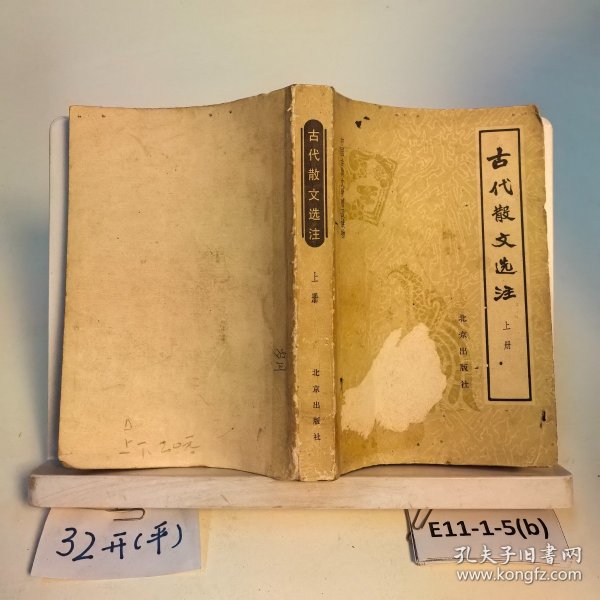 古代散文选注
上册
北京出版社
古代散文选注
上册
北京出版社
32开(平)
E11-1-5(b)
孔夫子旧书网
www.kongfz.com